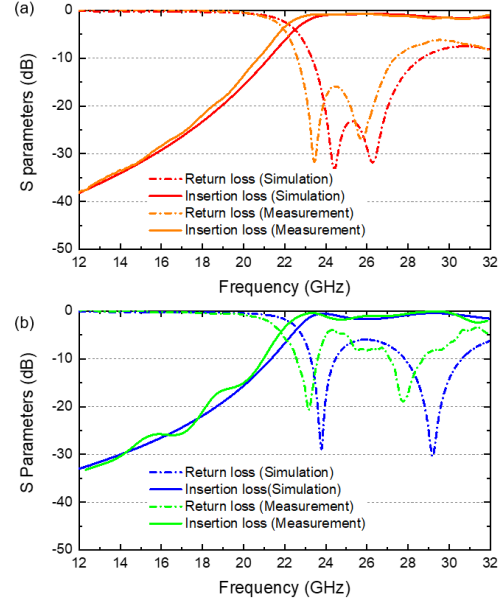 (a)
S parameters (dB)
0
-10
-20
-30
-40
-50
Return loss (Simulation)
Insertion loss (Simulation)
Return loss (Measurement)
Insertion loss (Measurement)
12 14 16 18 20 22 24 26 28 30 32
Frequency (GHz)
(b)
S Parameters (dB)
0
-10
-20
-30
-40
-50
Return loss (Simulation)
Insertion loss(Simulation)
Return loss (Measurement)
Insertion loss (Measurement)
12 14 16 18 20 22 24 26 28 30 32
Frequency (GHz)